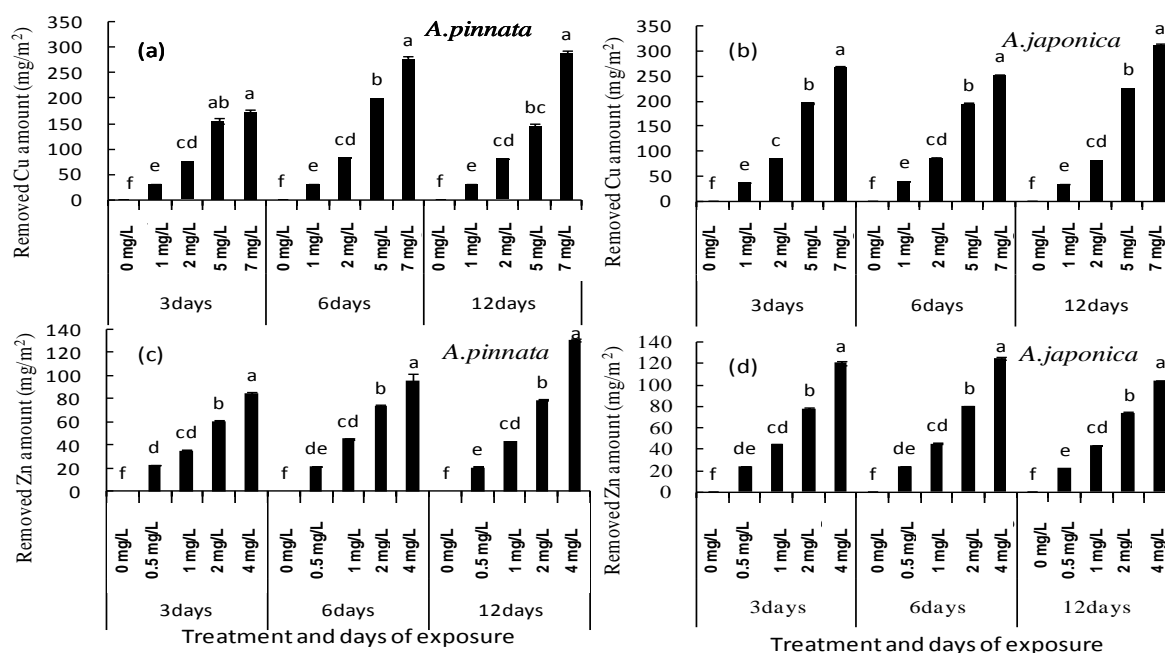 (a) A.pinnata
Removed Cu amount (mg/m²)
350
300
250
200
150
100
50
0
f e cd ab a f e cd b a f e cd bc a
0 mg/L 1 mg/L 2 mg/L 5 mg/L 7 mg/L 0 mg/L 1 mg/L 2 mg/L 5 mg/L 7 mg/L 0 mg/L 1 mg/L 2 mg/L 5 mg/L 7 mg/L
3days 6days 12days
(b) A.japonica
Removed Cu amount (mg/m²)
350
300
250
200
150
100
50
0
f e c b a f e cd b a f e cd b a
0 mg/L 1 mg/L 2 mg/L 5 mg/L 7 mg/L 0 mg/L 1 mg/L 2 mg/L 5 mg/L 7 mg/L 0 mg/L 1 mg/L 2 mg/L 5 mg/L 7 mg/L
3days 6days 12days
(c) A.pinnata
Removed Zn amount (mg/m²)
140
120
100
80
60
40
20
0
f d cd b a f de cd b a f e cd b a
0 mg/L 0.5 mg/L 1 mg/L 2 mg/L 4 mg/L 0 mg/L 0.5 mg/L 1 mg/L 2 mg/L 4 mg/L 0 mg/L 0.5 mg/L 1 mg/L 2 mg/L 4 mg/L
3days 6days 12days
Treatment and days of exposure
(d) A.japonica
Removed Zn amount (mg/m²)
140
120
100
80
60
40
20
0
f de cd b a f de cd b a f e cd b a
0 mg/L 0.5 mg/L 1 mg/L 2 mg/L 4 mg/L 0 mg/L 0.5 mg/L 1 mg/L 2 mg/L 4 mg/L 0 mg/L 0.5 mg/L 1 mg/L 2 mg/L 4 mg/L
3days 6days 12days
Treatment and days of exposure